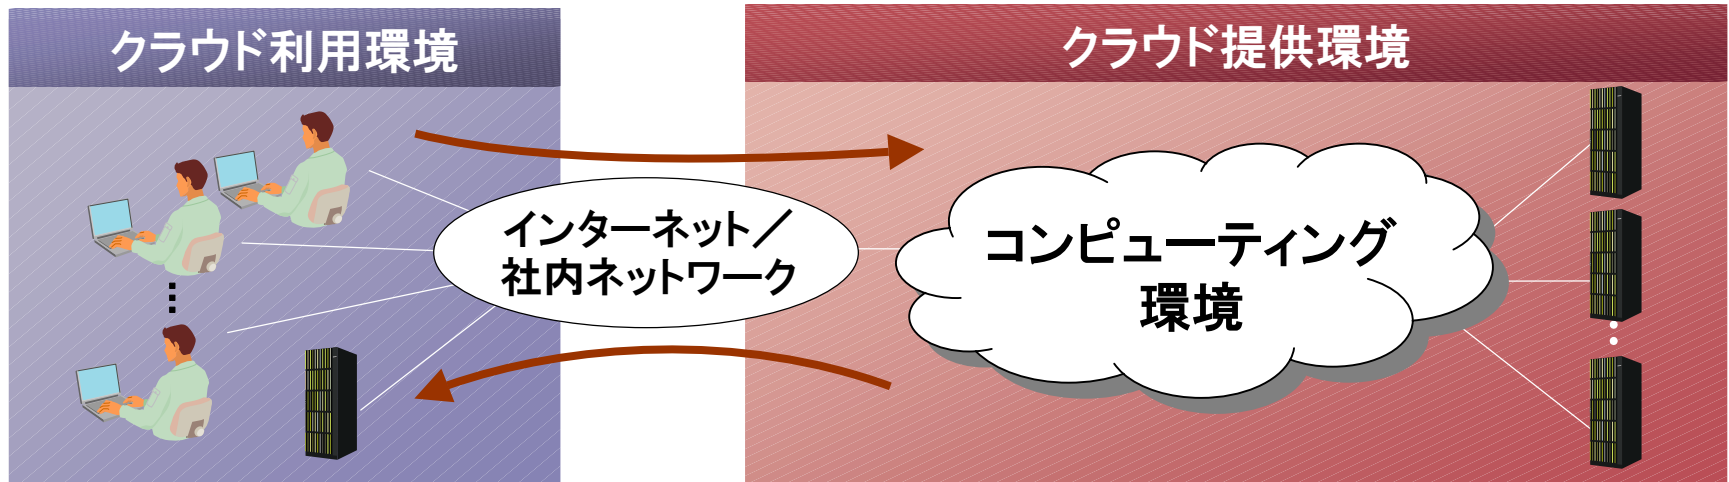 クラウド利用環境
クラウド提供環境
インターネット／
社内ネットワーク
コンピューティング
環境